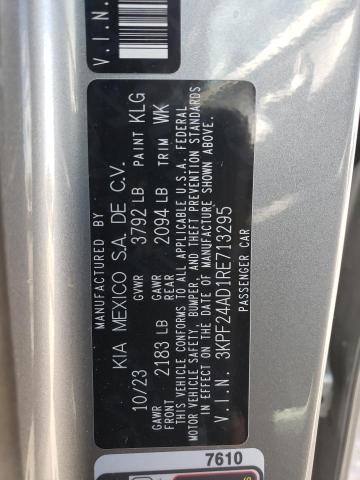 V.I.N.
MANUFACTURED BY
KIA MEXICO S.A. DE C.V.
10/23 GVWR 3792 LB PAINT KLG
GAWR FRONT 2183 LB GAWR REAR 2094 LB TRIM WK
THIS VEHICLE CONFORMS TO ALL APPLICABLE U.S.A. FEDERAL
MOTOR VEHICLE SAFETY, BUMPER, AND THEFT PREVENTION STANDARDS
IN EFFECT ON THE DATE OF MANUFACTURE SHOWN ABOVE.
V.I.N. 3KPF24AD1RE713295
PASSENGER CAR
7610